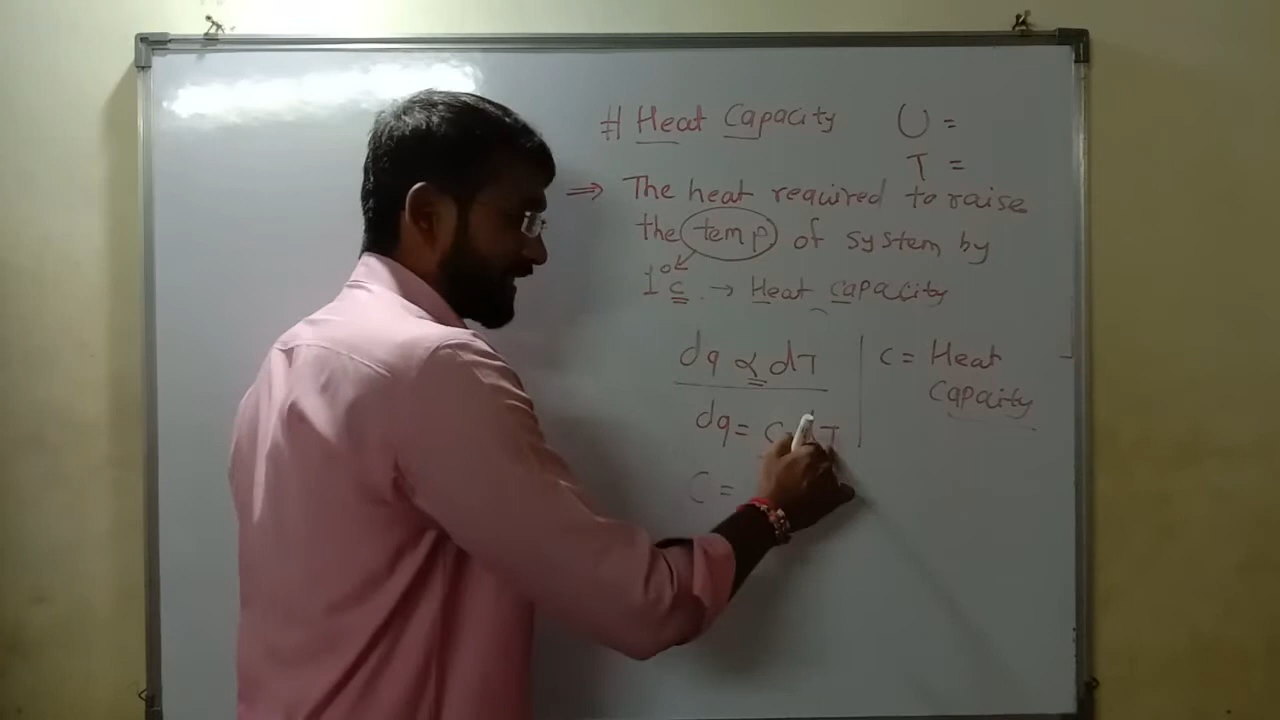 # Heat Capacity
U =
T =
⇒ The heat required to raise
the temp of system by
1°c. → Heat capacity
dq ∝ dT
dq = C dT
C =
C = Heat
Capacity